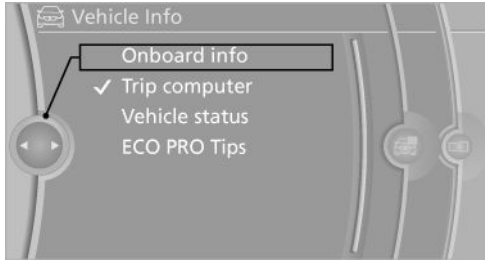 Vehicle Info
Onboard info
Trip computer
Vehicle status
ECO PRO Tips